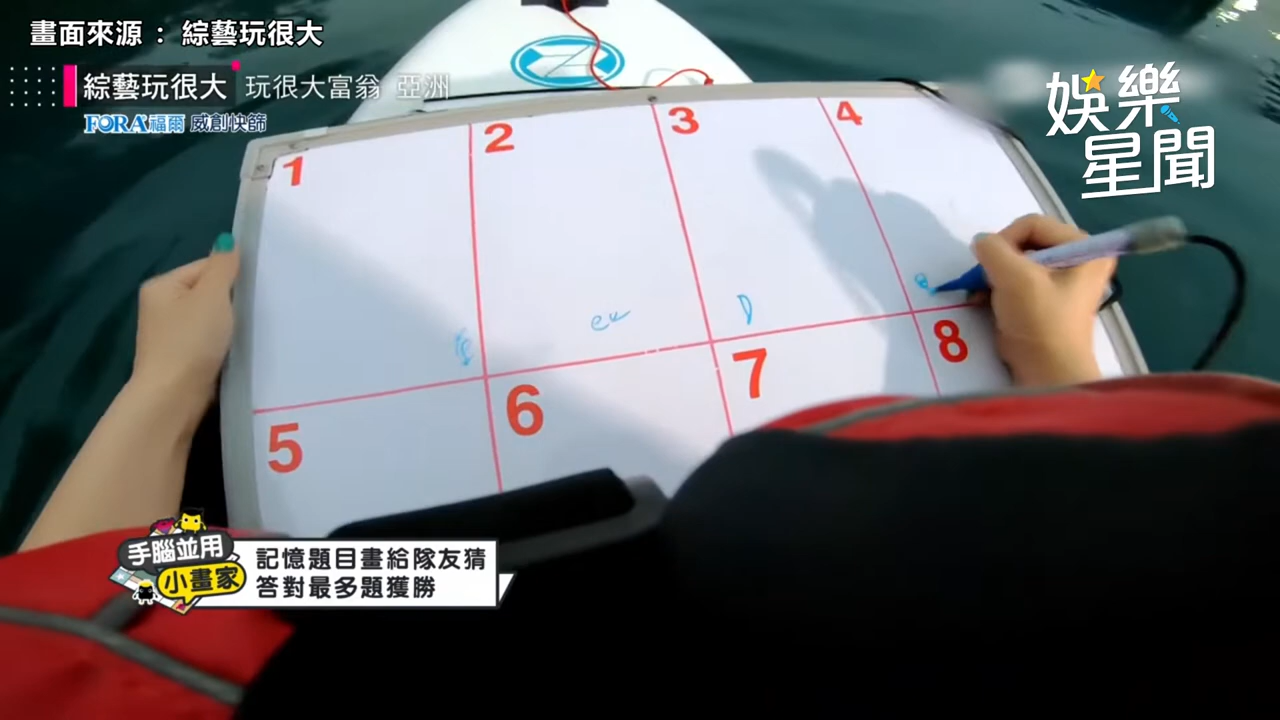 畫面來源 ： 綜藝玩很大
綜藝玩很大 玩很大富翁 亞洲
FORA福爾 威創快篩
娛樂
星聞
1
2
3
4
5
6
7
8
手腦並用
小畫家
記憶題目畫給隊友猜
答對最多題獲勝